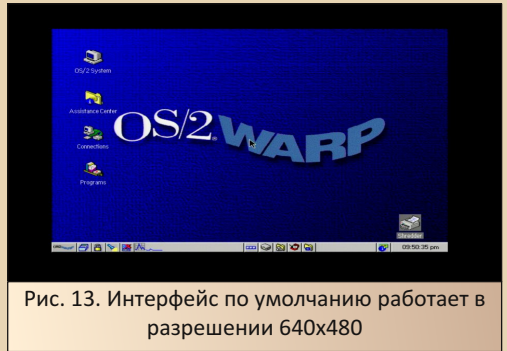 OS/2 System
Assistance Center
OS/2 WARP
Connections
Programs
Shredder
09:50:35 pm
Рис. 13. Интерфейс по умолчанию работает в
разрешении 640x480